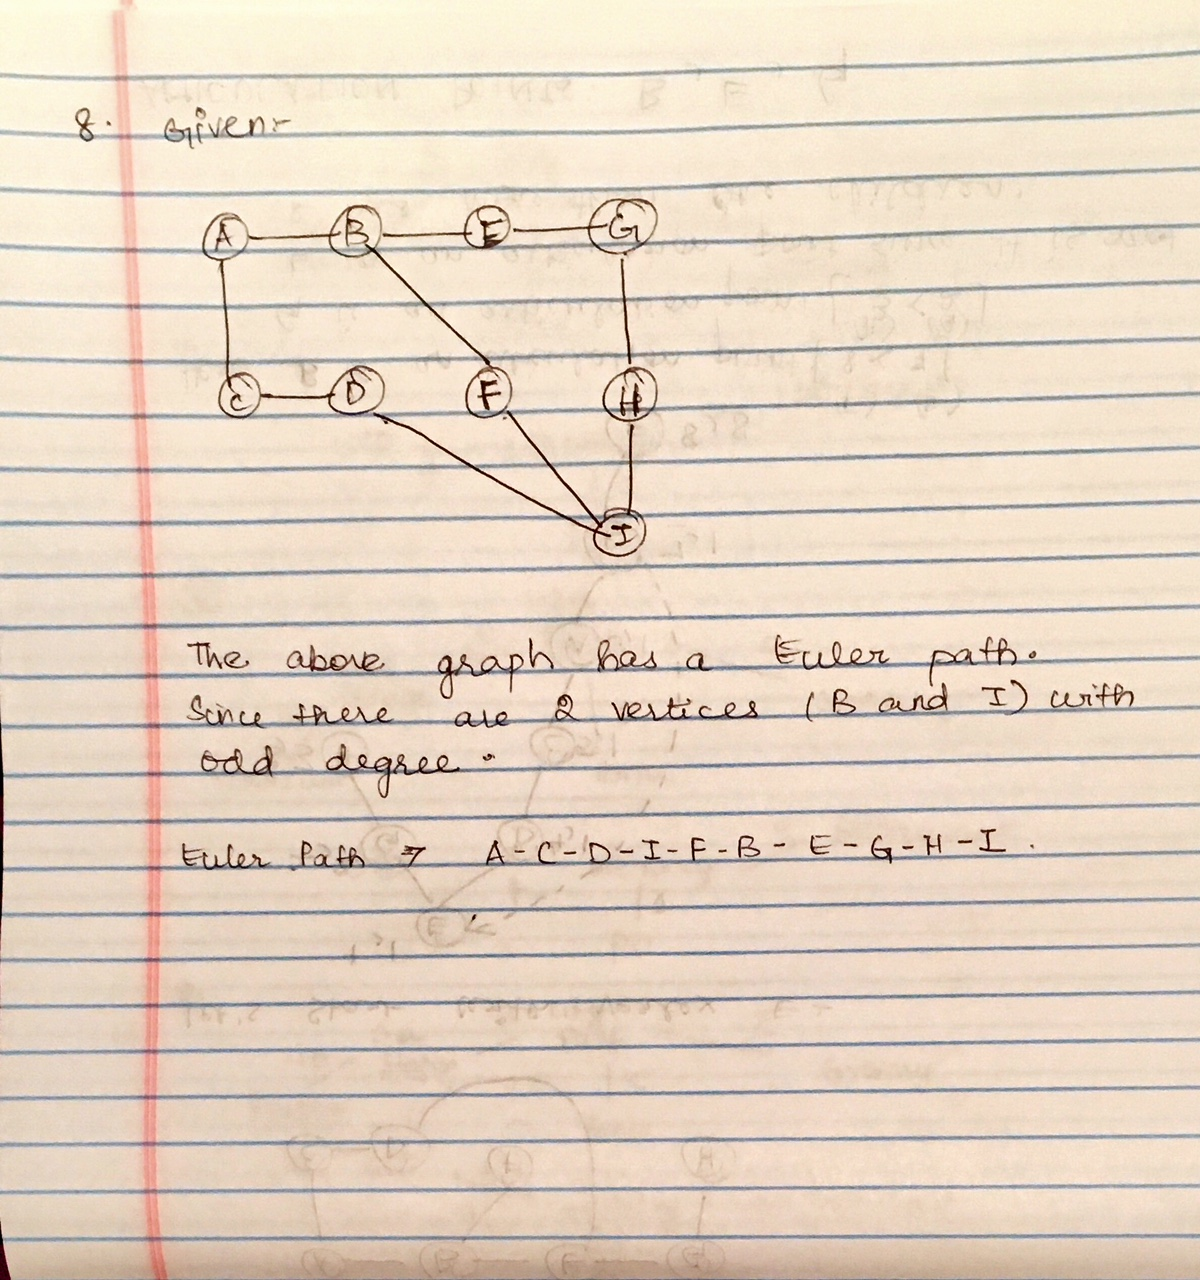 8. Given:-
A B E G
C D F H
I
The above graph has a Euler path.
Since there are 2 vertices (B and I) with
odd degree.
Euler Path → A-C-D-I-F-B-E-G-H-I.